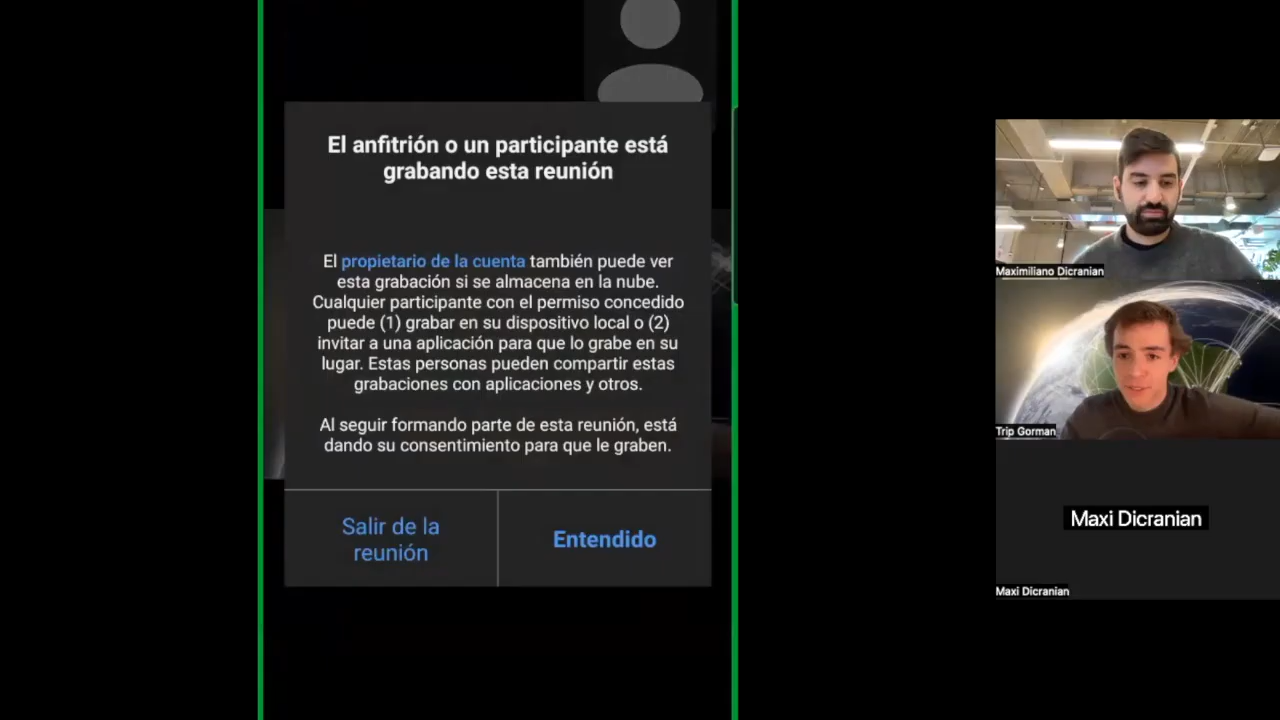 El anfitrión o un participante está
grabando esta reunión
El propietario de la cuenta también puede ver
esta grabación si se almacena en la nube.
Cualquier participante con el permiso concedido
puede (1) grabar en su dispositivo local o (2)
invitar a una aplicación para que lo grabe en su
lugar. Estas personas pueden compartir estas
grabaciones con aplicaciones y otros.
Al seguir formando parte de esta reunión, está
dando su consentimiento para que le graben.
Salir de la
reunión
Entendido
Maximiliano Dicranian
Trip Gorman
Maxi Dicranian
Maxi Dicranian